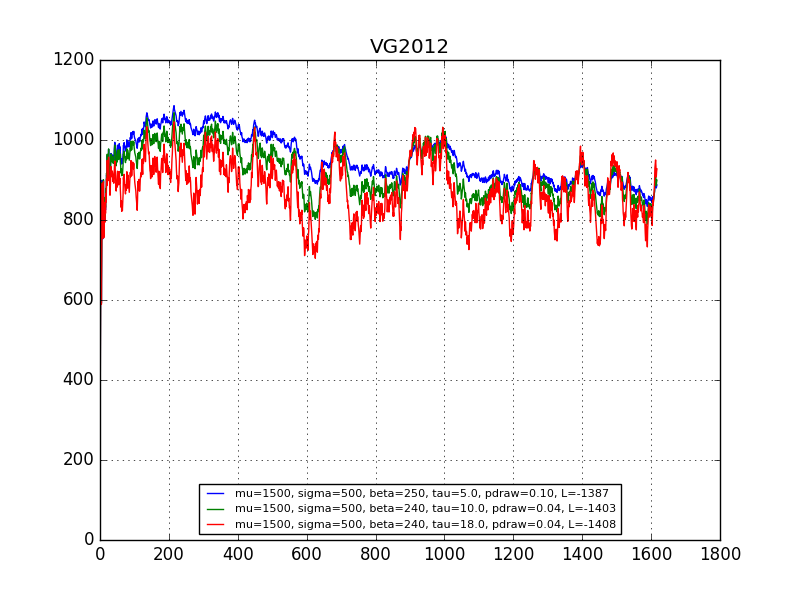 VG2012
1200
1000
800
600
400
200
0
mu=1500, sigma=500, beta=250, tau=5.0, pdraw=0.10, L=-1387
mu=1500, sigma=500, beta=240, tau=10.0, pdraw=0.04, L=-1403
mu=1500, sigma=500, beta=240, tau=18.0, pdraw=0.04, L=-1408
0 200 400 600 800 1000 1200 1400 1600 1800